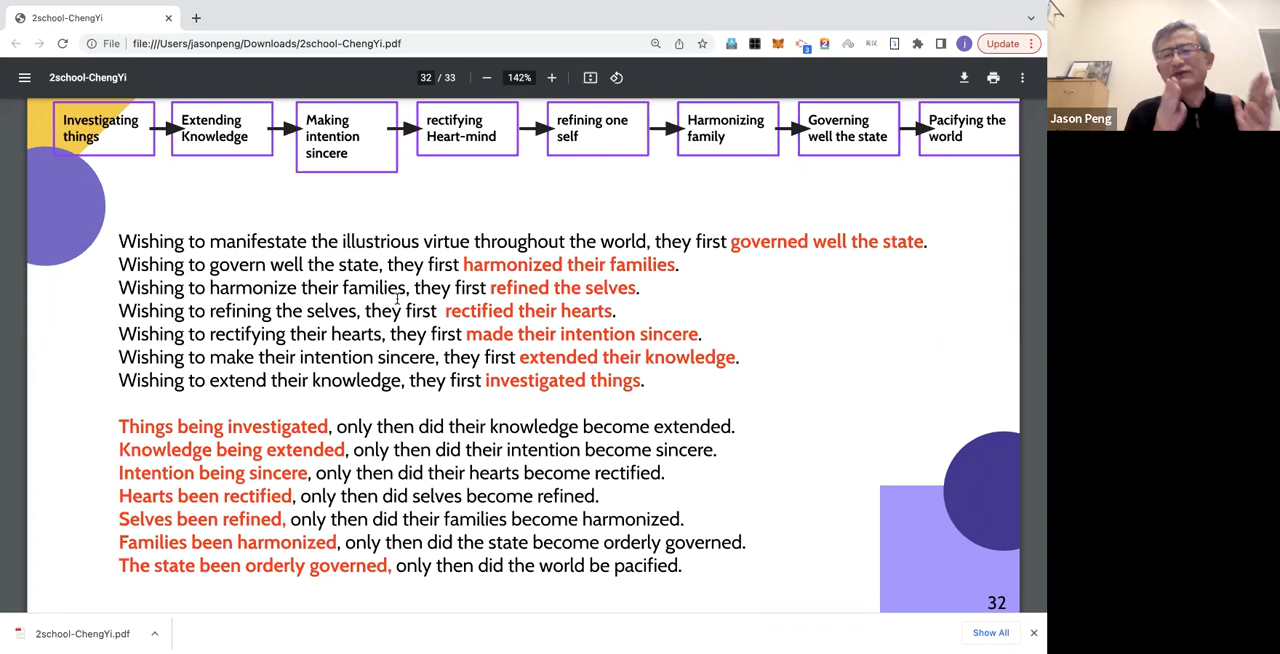 2school-ChengYi
File
file:///Users/jasonpeng/Downloads/2school-ChengYi.pdf
Update
2school-ChengYi
32 / 33
142%
Jason Peng
Investigating
things
Extending
Knowledge
Making
intention
sincere
rectifying
Heart-mind
refining one
self
Harmonizing
family
Governing
well the state
Pacifying the
world
Wishing to manifestate the illustrious virtue throughout the world, they first governed well the state.
Wishing to govern well the state, they first harmonized their families.
Wishing to harmonize their families, they first refined the selves.
Wishing to refining the selves, they first rectified their hearts.
Wishing to rectifying their hearts, they first made their intention sincere.
Wishing to make their intention sincere, they first extended their knowledge.
Wishing to extend their knowledge, they first investigated things.
Things being investigated, only then did their knowledge become extended.
Knowledge being extended, only then did their intention become sincere.
Intention being sincere, only then did their hearts become rectified.
Hearts been rectified, only then did selves become refined.
Selves been refined, only then did their families become harmonized.
Families been harmonized, only then did the state become orderly governed.
The state been orderly governed, only then did the world be pacified.
32
2school-ChengYi.pdf
Show All